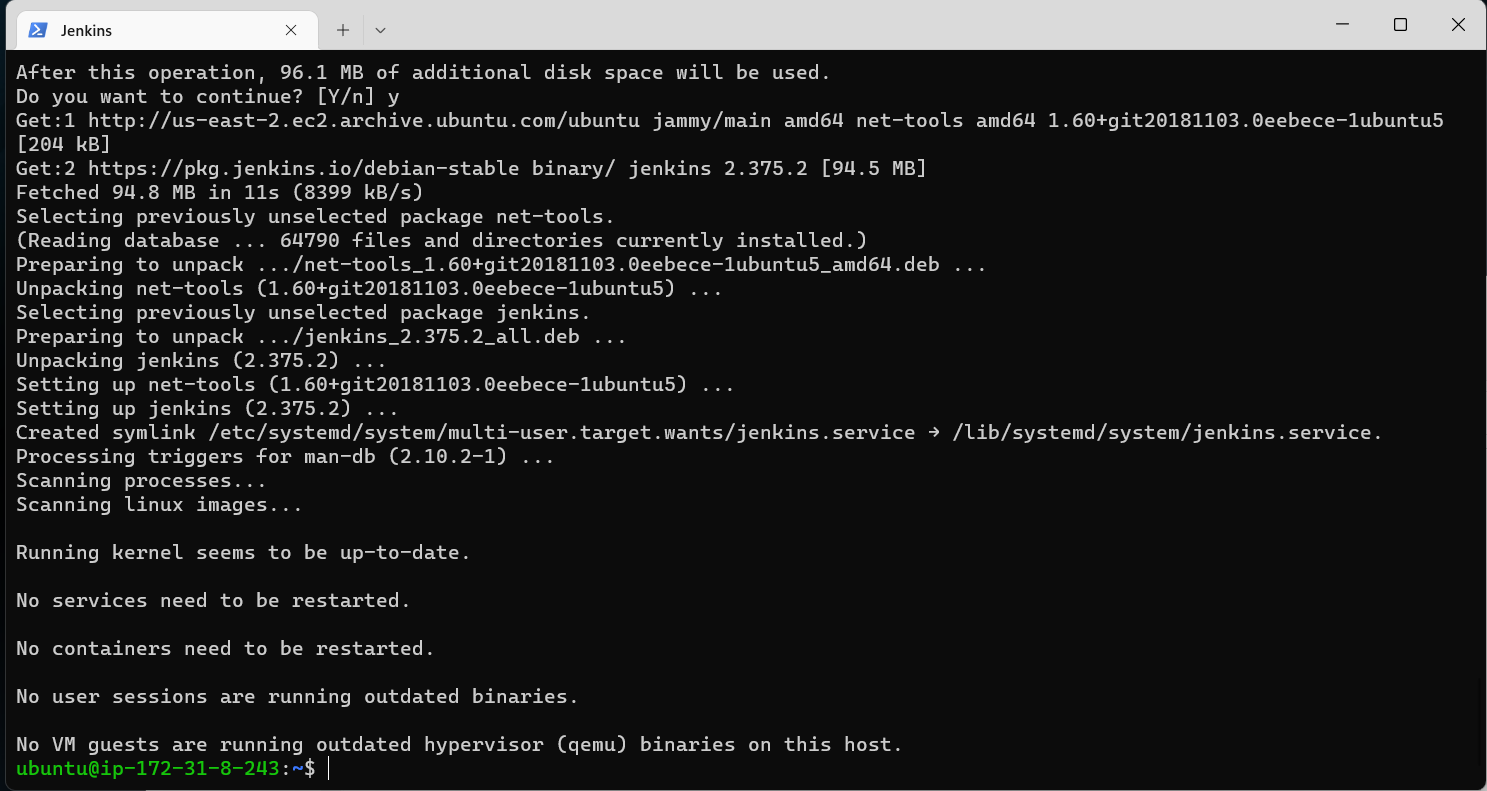 Jenkins
After this operation, 96.1 MB of additional disk space will be used.
Do you want to continue? [Y/n] y
Get:1 http://us-east-2.ec2.archive.ubuntu.com/ubuntu jammy/main amd64 net-tools amd64 1.60+git20181103.0eebece-1ubuntu5
[204 kB]
Get:2 https://pkg.jenkins.io/debian-stable binary/ jenkins 2.375.2 [94.5 MB]
Fetched 94.8 MB in 11s (8399 kB/s)
Selecting previously unselected package net-tools.
(Reading database ... 64790 files and directories currently installed.)
Preparing to unpack .../net-tools_1.60+git20181103.0eebece-1ubuntu5_amd64.deb ...
Unpacking net-tools (1.60+git20181103.0eebece-1ubuntu5) ...
Selecting previously unselected package jenkins.
Preparing to unpack .../jenkins_2.375.2_all.deb ...
Unpacking jenkins (2.375.2) ...
Setting up net-tools (1.60+git20181103.0eebece-1ubuntu5) ...
Setting up jenkins (2.375.2) ...
Created symlink /etc/systemd/system/multi-user.target.wants/jenkins.service → /lib/systemd/system/jenkins.service.
Processing triggers for man-db (2.10.2-1) ...
Scanning processes...
Scanning linux images...
Running kernel seems to be up-to-date.
No services need to be restarted.
No containers need to be restarted.
No user sessions are running outdated binaries.
No VM guests are running outdated hypervisor (qemu) binaries on this host.
ubuntu@ip-172-31-8-243:~$